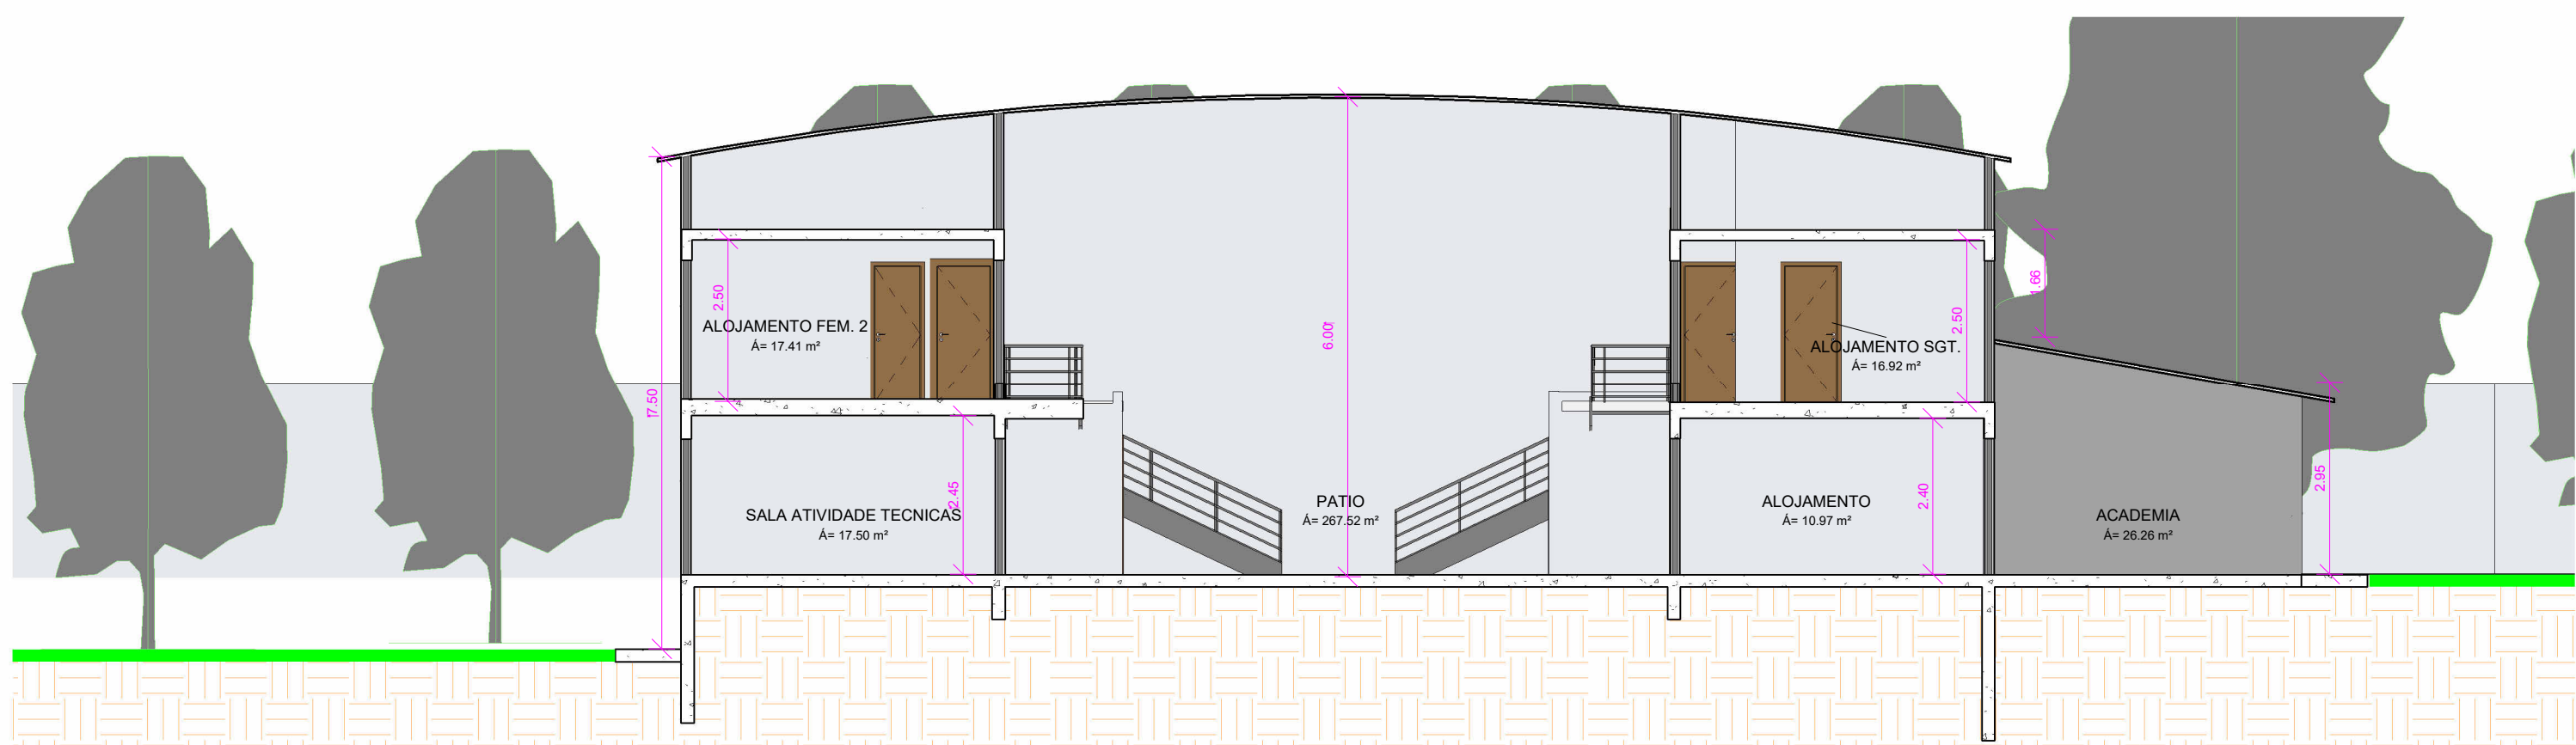 2.50
ALOJAMENTO FEM. 2
Á= 17.41 m²
7.50
2.45
SALA ATIVIDADE TECNICAS
Á= 17.50 m²
6.00
PATIO
Á= 267.52 m²
2.50
ALOJAMENTO SGT.
Á= 16.92 m²
1.66
2.40
ALOJAMENTO
Á= 10.97 m²
ACADEMIA
Á= 26.26 m²
2.95